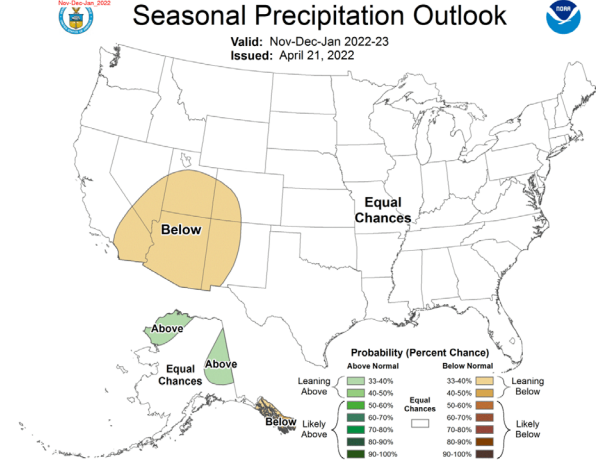 Nov-Dec-Jan_2022
Seasonal Precipitation Outlook
NOAA
Valid: Nov-Dec-Jan 2022-23
Issued: April 21, 2022
Equal
Chances
Below
Above
Above
Equal
Chances
Below
Probability (Percent Chance)
Above Normal
Below Normal
Leaning
Above
33-40%
40-50%
Likely
Above
50-60%
60-70%
70-80%
80-90%
90-100%
Equal
Chances
33-40%
40-50%
Leaning
Below
50-60%
60-70%
70-80%
80-90%
90-100%
Likely
Below